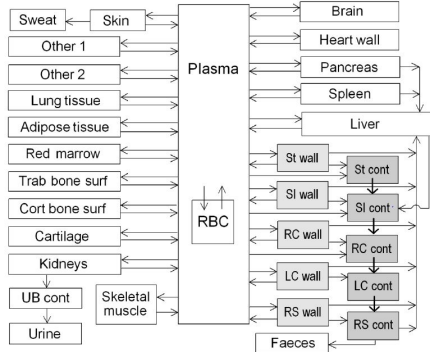 Sweat
Skin
Other 1
Other 2
Lung tissue
Adipose tissue
Red marrow
Trab bone surf
Cort bone surf
Cartilage
Kidneys
UB cont
Urine
Skeletal
muscle
Plasma
RBC
Brain
Heart wall
Pancreas
Spleen
Liver
St wall
St cont
SI wall
SI cont
RC wall
RC cont
LC wall
LC cont
RS wall
RS cont
Faeces